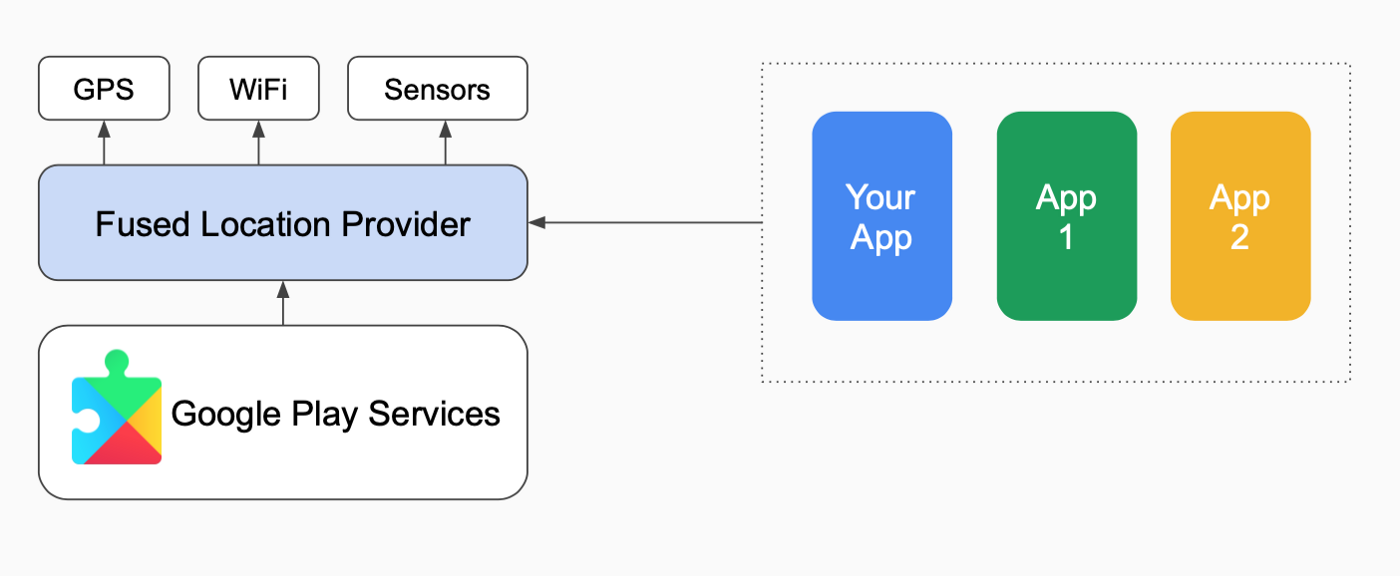 GPS
WiFi
Sensors
Fused Location Provider
Google Play Services
Your
App
App
1
App
2